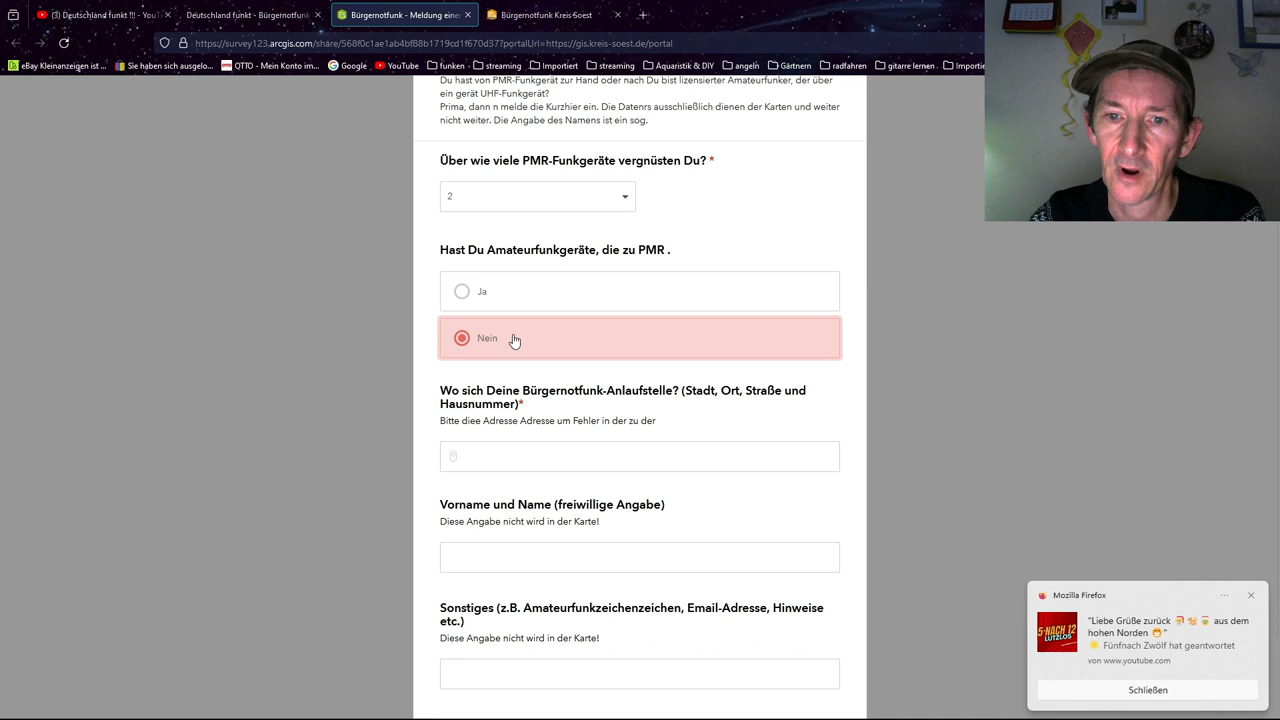 (3) Deutschland funkt !!! - YouT
Deutschland funkt - Bürgernotfun
Bürgernotfunk - Meldung eine
Bürgernotfunk Kreis Soest
https://survey123.arcgis.com/share/568f0c1ae1ab4bf88b1719cd1f670d37?portalUrl=https://gis.kreis-soest.de/portal
eBay Kleinanzeigen ist ...
Sie haben sich ausgelo...
QTTO - Mein Konto im...
Google
YouTube
funken
streaming
Importiert
streaming
Aquaristik & DIY
angeln
Gärtnern
radfahren
gitarre lernen
Importie
Du hast von PMR-Funkgerät zur Hand oder nach Du bist lizensierter Amateurfunker, der über
ein gerät UHF-Funkgerät?
Prima, dann n melde die Kurzhier ein. Die Datenrs ausschließlich dienen der Karten und weiter
nicht weiter. Die Angabe des Namens ist ein sog.
Über wie viele PMR-Funkgeräte vergnüsten Du? *
2
Hast Du Amateurfunkgeräte, die zu PMR .
Ja
Nein
Wo sich Deine Bürgernotfunk-Anlaufstelle? (Stadt, Ort, Straße und
Hausnummer)*
Bitte diee Adresse Adresse um Fehler in der zu der
Vorname und Name (freiwillige Angabe)
Diese Angabe nicht wird in der Karte!
Sonstiges (z.B. Amateurfunkzeichenzeichen, Email-Adresse, Hinweise
etc.)
Diese Angabe nicht wird in der Karte!
Mozilla Firefox
5 NACH 12
LUTZLOS
"Liebe Grüße zurück 🎅🐿️🤶 aus dem
hohen Norden 😁"
Fünfnach Zwölf hat geantwortet
von www.youtube.com
Schließen